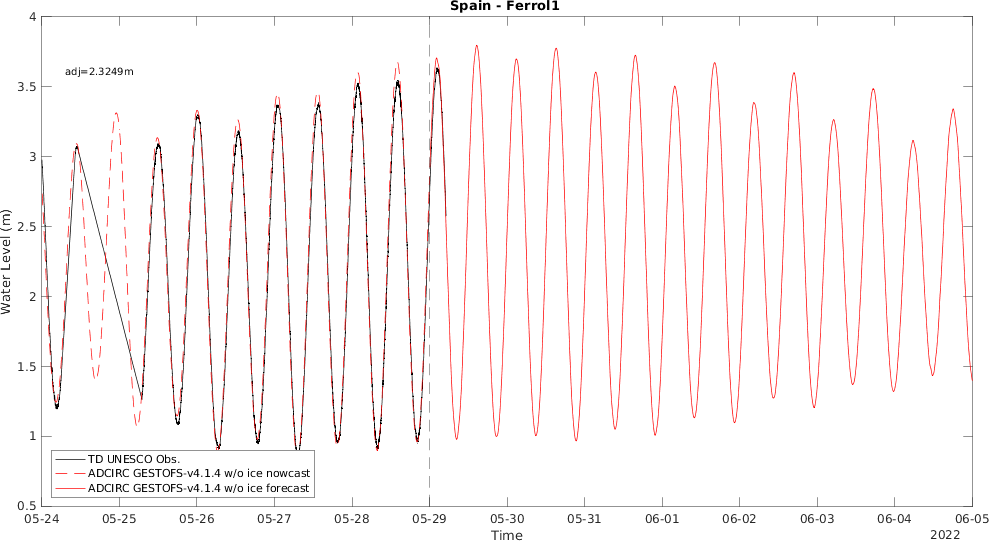 Spain - Ferrol1
adj=2.3249m
4
3.5
3
2.5
2
1.5
1
0.5
Water Level (m)
TD UNESCO Obs.
ADCIRC GESTOFS-v4.1.4 w/o ice nowcast
ADCIRC GESTOFS-v4.1.4 w/o ice forecast
05-24 05-25 05-26 05-27 05-28 05-29 05-30 05-31 06-01 06-02 06-03 06-04 06-05
Time
2022